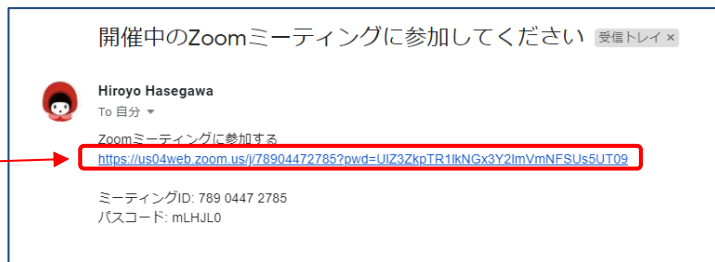 開催中のZoomミーティングに参加してください 受信トレイ ×
Hiroyo Hasegawa
To 自分
Zoomミーティングに参加する
https://us04web.zoom.us/j/78904472785?pwd=UlZ3ZkpTR1lkNGx3Y2lmVmNFSUs5UT09
ミーティングID: 789 0447 2785
パスコード: mLHJL0